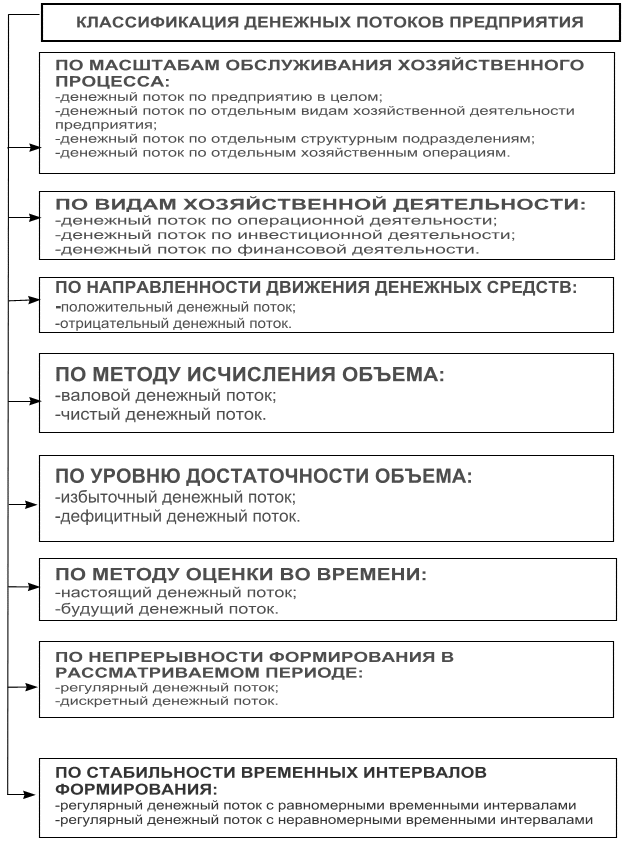 КЛАССИФИКАЦИЯ ДЕНЕЖНЫХ ПОТОКОВ ПРЕДПРИЯТИЯ
ПО МАСШТАБАМ ОБСЛУЖИВАНИЯ ХОЗЯЙСТВЕННОГО
ПРОЦЕССА:
-денежный поток по предприятию в целом;
-денежный поток по отдельным видам хозяйственной деятельности
предприятия;
-денежный поток по отдельным структурным подразделениям;
-денежный поток по отдельным хозяйственным операциям.
ПО ВИДАМ ХОЗЯЙСТВЕННОЙ ДЕЯТЕЛЬНОСТИ:
-денежный поток по операционной деятельности;
-денежный поток по инвестиционной деятельности;
-денежный поток по финансовой деятельности.
ПО НАПРАВЛЕННОСТИ ДВИЖЕНИЯ ДЕНЕЖНЫХ СРЕДСТВ:
-положительный денежный поток;
-отрицательный денежный поток.
ПО МЕТОДУ ИСЧИСЛЕНИЯ ОБЪЕМА:
-валовой денежный поток;
-чистый денежный поток.
ПО УРОВНЮ ДОСТАТОЧНОСТИ ОБЪЕМА:
-избыточный денежный поток;
-дефицитный денежный поток.
ПО МЕТОДУ ОЦЕНКИ ВО ВРЕМЕНИ:
-настоящий денежный поток;
-будущий денежный поток.
ПО НЕПРЕРЫВНОСТИ ФОРМИРОВАНИЯ В
РАССМАТРИВАЕМОМ ПЕРИОДЕ:
-регулярный денежный поток;
-дискретный денежный поток.
ПО СТАБИЛЬНОСТИ ВРЕМЕННЫХ ИНТЕРВАЛОВ
ФОРМИРОВАНИЯ:
-регулярный денежный поток с равномерными временными интервалами
-регулярный денежный поток с неравномерными временными интервалами